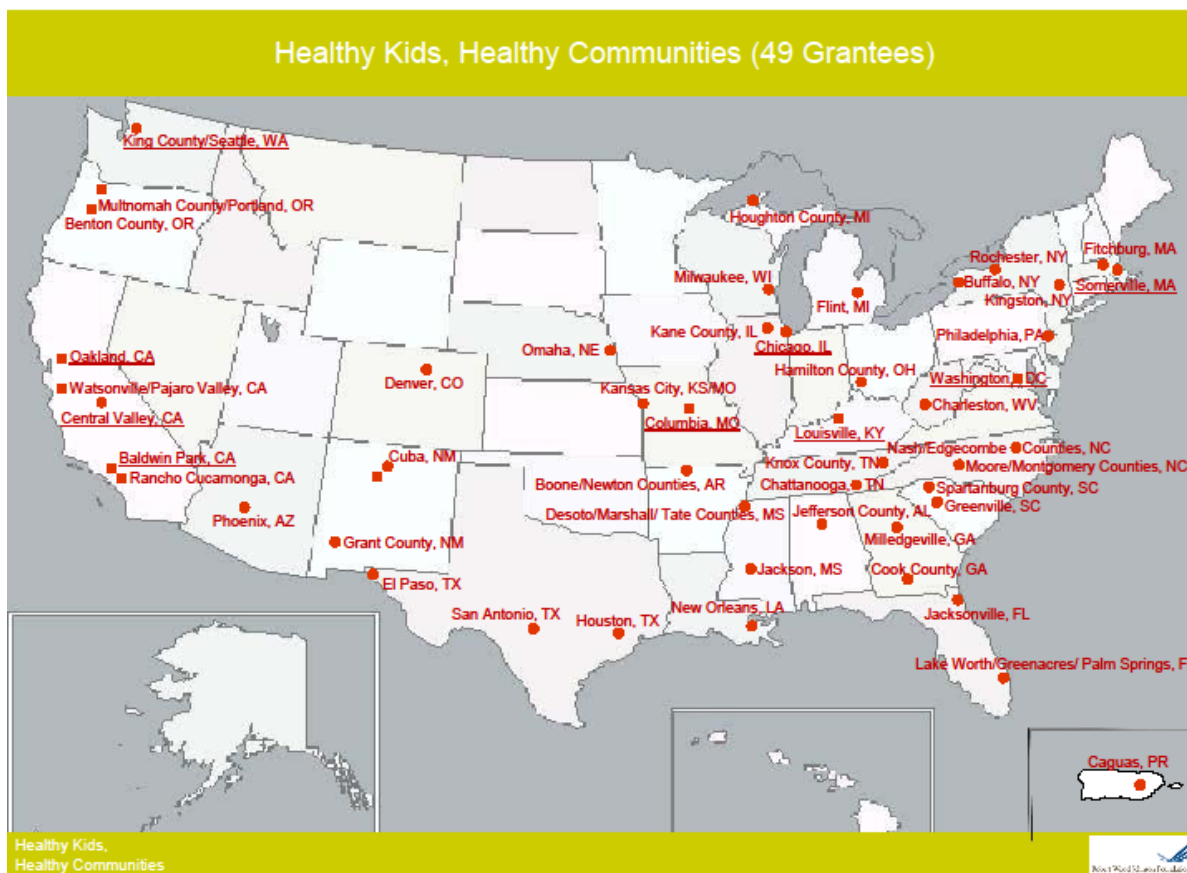 Healthy Kids, Healthy Communities (49 Grantees)
King County/Seattle, WA
Multnomah County/Portland, OR
Benton County, OR
Houghton County, MI
Fitchburg, MA
Rochester, NY
Milwaukee, WI
Buffalo, NY
Somerville, MA
Kingston, NY
Flint, MI
Kane County, IL
Philadelphia, PA
Chicago, IL
Omaha, NE
Oakland, CA
Hamilton County, OH
Denver, CO
Washington, DC
Watsonville/Pajaro Valley, CA
Kansas City, KS/MO
Charleston, WV
Central Valley, CA
Columbia, MO
Louisville, KY
Nash/Edgecombe Counties, NC
Cuba, NM
Baldwin Park, CA
Knox County, TN
Moore/Montgomery Counties, NC
Rancho Cucamonga, CA
Boone/Newton Counties, AR
Chattanooga, TN
Spartanburg County, SC
Phoenix, AZ
Desoto/Marshall/ Tate Counties, MS
Jefferson County, AL
Greenville, SC
Grant County, NM
Milledgeville, GA
El Paso, TX
Jackson, MS
Cook County, GA
San Antonio, TX
Houston, TX
New Orleans, LA
Jacksonville, FL
Lake Worth/Greenacres/ Palm Springs, F
Caguas, PR
Healthy Kids,
Healthy Communities
Robert Wood Johnson Foundation